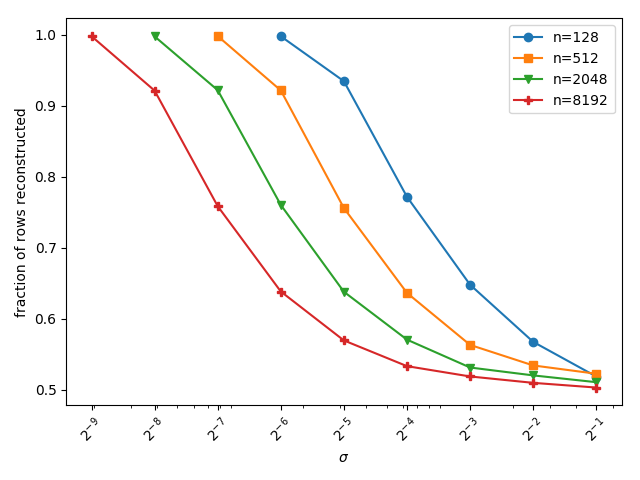 1.0
0.9
0.8
0.7
0.6
0.5
fraction of rows reconstructed
n=128
n=512
n=2048
n=8192
2⁻⁹ 2⁻⁸ 2⁻⁷ 2⁻⁶ 2⁻⁵ 2⁻⁴ 2⁻³ 2⁻² 2⁻¹
σ